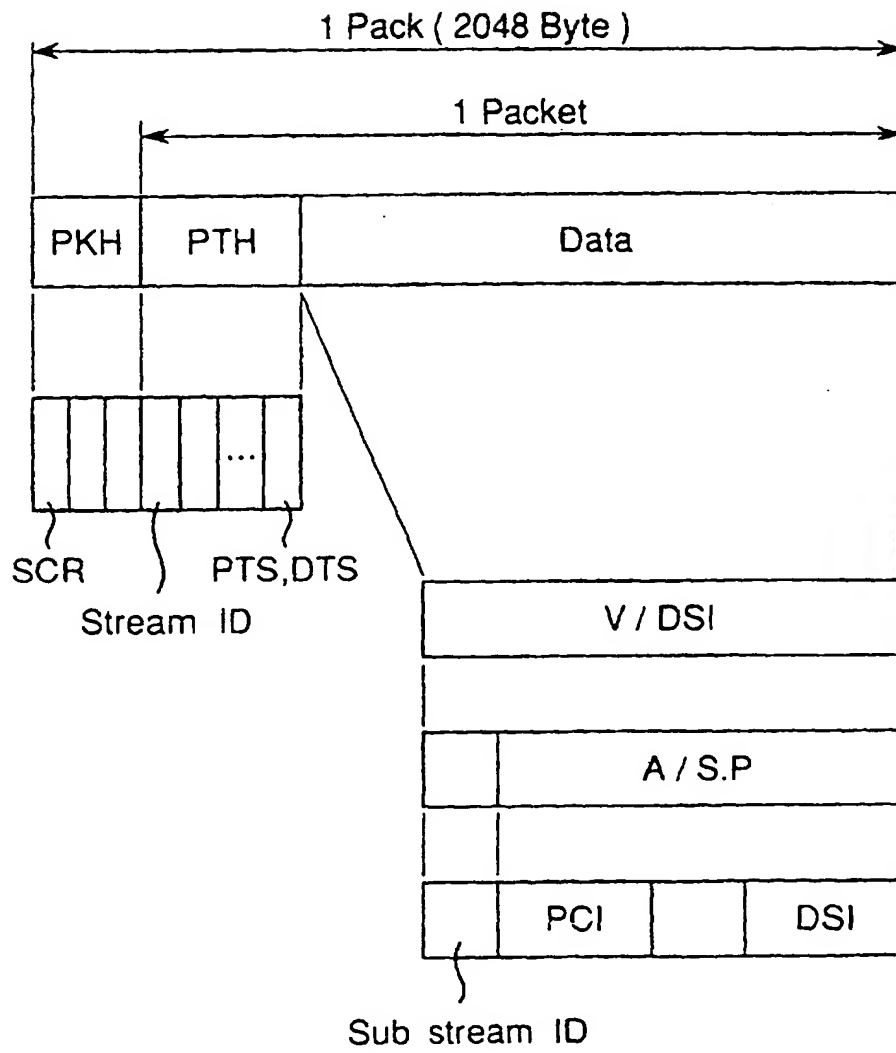 1 Pack ( 2048 Byte )
1 Packet
PKH PTH Data
...
SCR PTS,DTS
Stream ID
V / DSI
A / S.P
PCI DSI
Sub stream ID